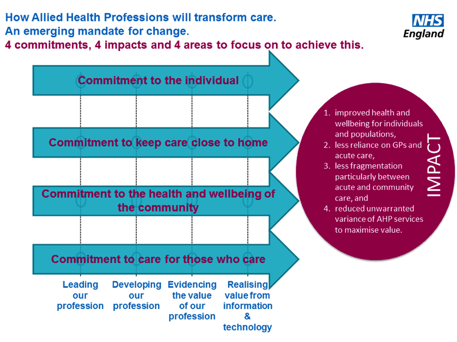 How Allied Health Professions will transform care.
An emerging mandate for change.
4 commitments, 4 impacts and 4 areas to focus on to achieve this.
NHS
England
Commitment to the individual
Commitment to keep care close to home
Commitment to the health and wellbeing of
the community
Commitment to care for those who care
Leading
our
profession
Developing
our
profession
Evidencing
the value
of our
profession
Realising
value from
information
&
technology
1. improved health and
wellbeing for individuals
and populations,
2. less reliance on GPs and
acute care,
3. less fragmentation
particularly between
acute and community
care, and
4. reduced unwarranted
variance of AHP services
to maximise value.
IMPACT